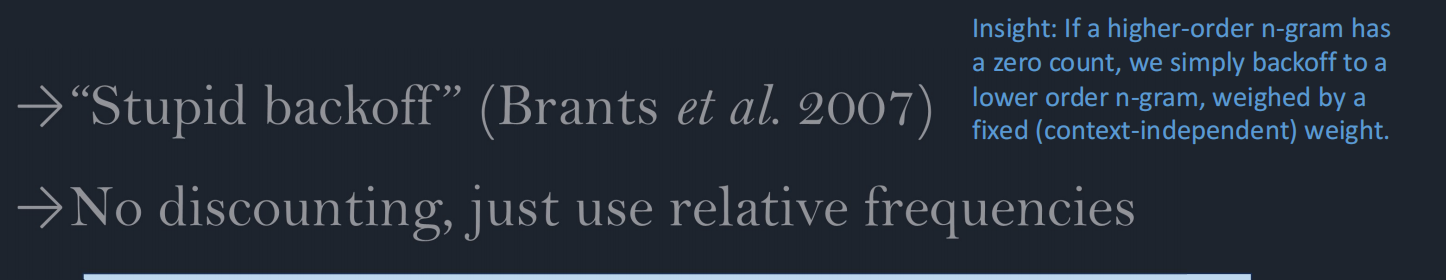 →“Stupid backoff” (Brants et al. 2007)
→No discounting, just use relative frequencies
Insight: If a higher-order n-gram has
a zero count, we simply backoff to a
lower order n-gram, weighed by a
fixed (context-independent) weight.